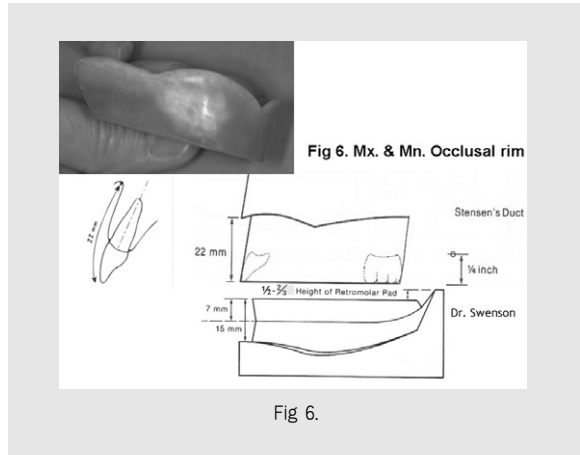 Fig 6. Mx. & Mn. Occlusal rim
22 mm
Stensen's Duct
22 mm
¼ inch
½-⅔ Height of Retromolar Pad
7 mm
15 mm
Dr. Swenson
Fig 6.